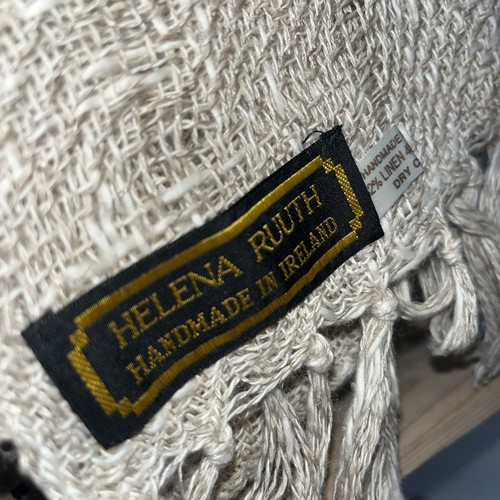 HELENA RUUTH
HANDMADE IN IRELAND
HANDMADE
LINEN
DRY